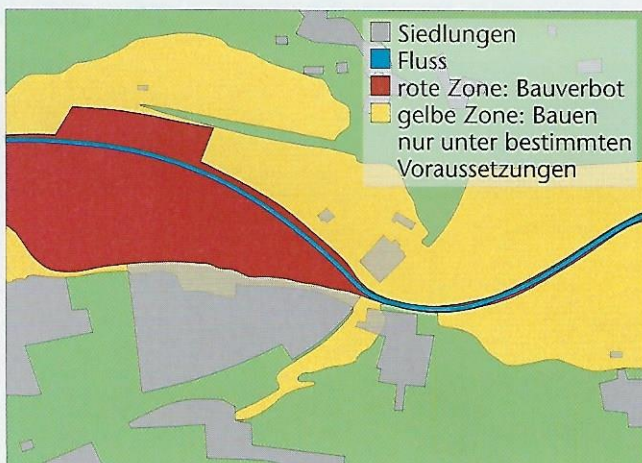 Siedlungen
Fluss
rote Zone: Bauverbot
gelbe Zone: Bauen
nur unter bestimmten
Voraussetzungen